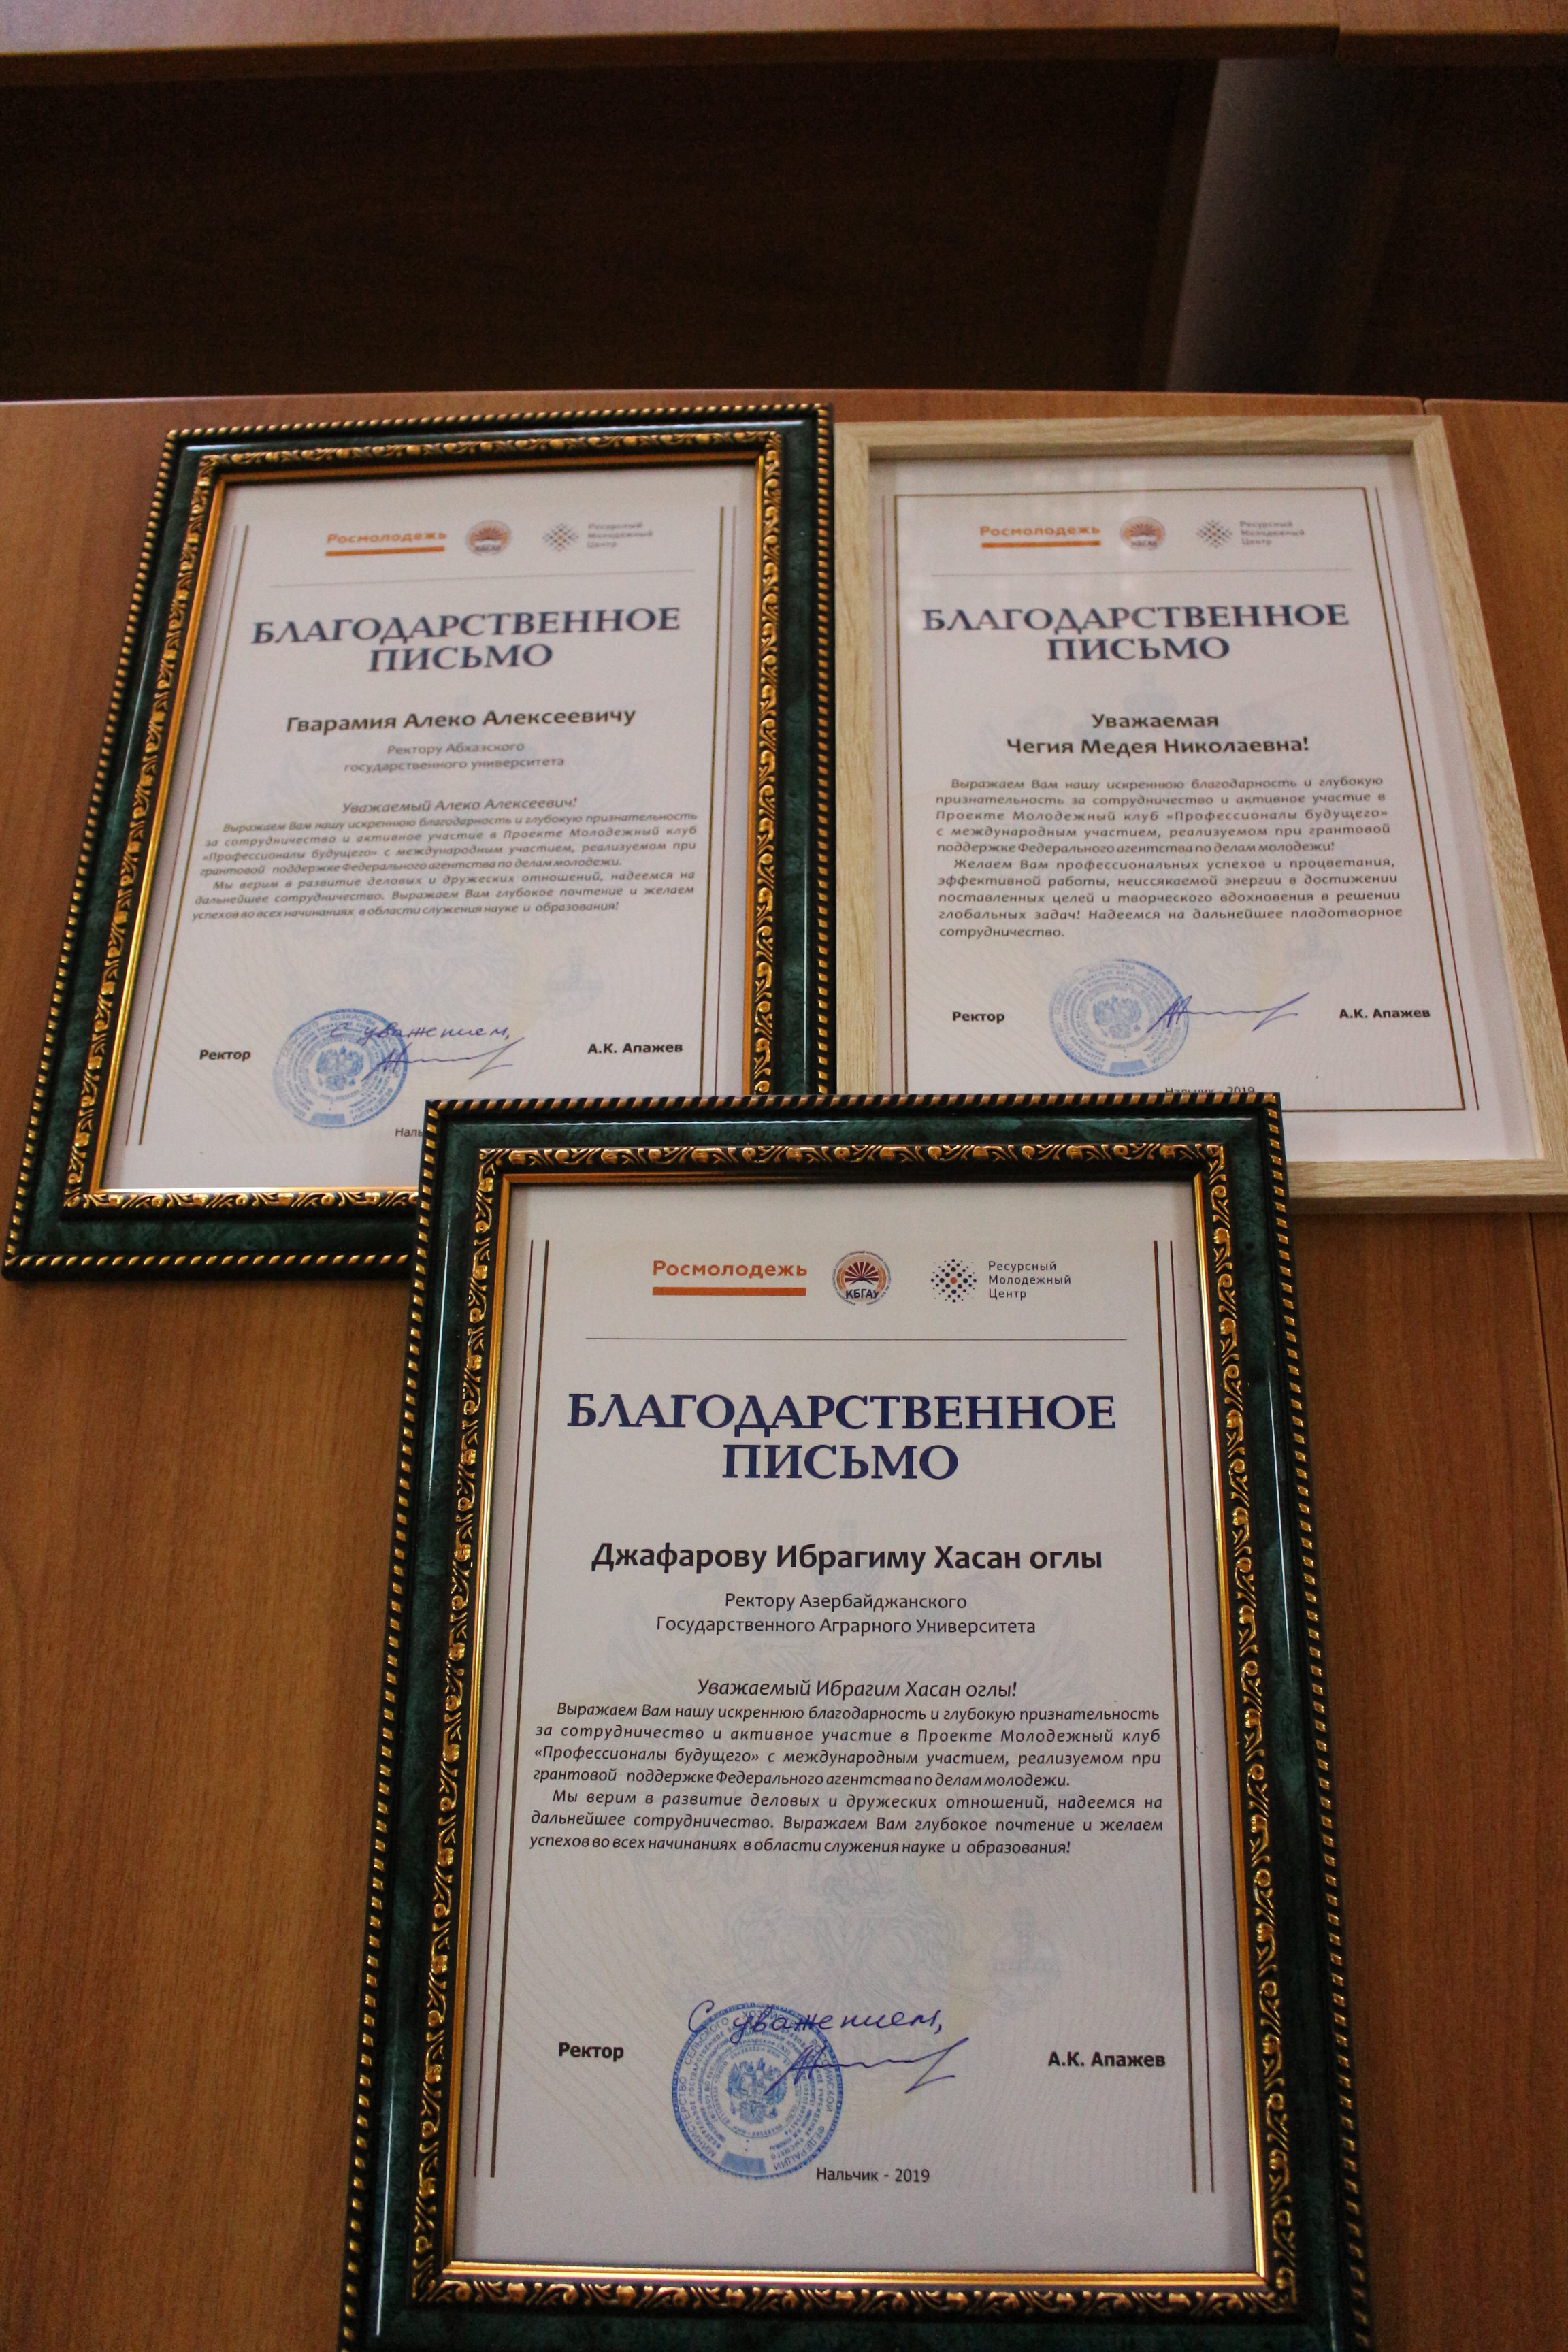 Росмолодежь
КБГАУ
Ресурсный
Молодежный
Центр
БЛАГОДАРСТВЕННОЕ
ПИСЬМО
Гварамия Алеко Алексеевичу
Ректору Абхазского
государственного университета
Уважаемый Алеко Алексеевич!
Выражаем Вам нашу искреннюю благодарность и глубокую признательность
за сотрудничество и активное участие в Проекте Молодежный клуб
«Профессионалы будущего» с международным участием, реализуемом при
грантовой поддержке Федерального агентства по делам молодежи.
Мы верим в развитие деловых и дружеских отношений, надеемся на
дальнейшее сотрудничество. Выражаем Вам глубокое почтение и желаем
успехов во всех начинаниях в области служения науке и образования!
С уважением,
Ректор
А.К. Апажев
Росмолодежь
КБГАУ
Ресурсный
Молодежный
Центр
БЛАГОДАРСТВЕННОЕ
ПИСЬМО
Уважаемая
Чегия Медея Николаевна!
Выражаем Вам нашу искреннюю благодарность и глубокую
признательность за сотрудничество и активное участие в
Проекте Молодежный клуб «Профессионалы будущего»
с международным участием, реализуемом при грантовой
поддержке Федерального агентства по делам молодежи!
Желаем Вам профессиональных успехов и процветания,
эффективной работы, неиссякаемой энергии в достижении
поставленных целей и творческого вдохновения в решении
глобальных задач! Надеемся на дальнейшее плодотворное
сотрудничество.
Ректор
А.К. Апажев
Нальчик - 2019
Росмолодежь
КБГАУ
Ресурсный
Молодежный
Центр
БЛАГОДАРСТВЕННОЕ
ПИСЬМО
Джафарову Ибрагиму Хасан оглы
Ректору Азербайджанского
Государственного Аграрного Университета
Уважаемый Ибрагим Хасан оглы!
Выражаем Вам нашу искреннюю благодарность и глубокую признательность
за сотрудничество и активное участие в Проекте Молодежный клуб
«Профессионалы будущего» с международным участием, реализуемом при
грантовой поддержке Федерального агентства по делам молодежи.
Мы верим в развитие деловых и дружеских отношений, надеемся на
дальнейшее сотрудничество. Выражаем Вам глубокое почтение и желаем
успехов во всех начинаниях в области служения науке и образования!
С уважением,
Ректор
А.К. Апажев
Нальчик - 2019